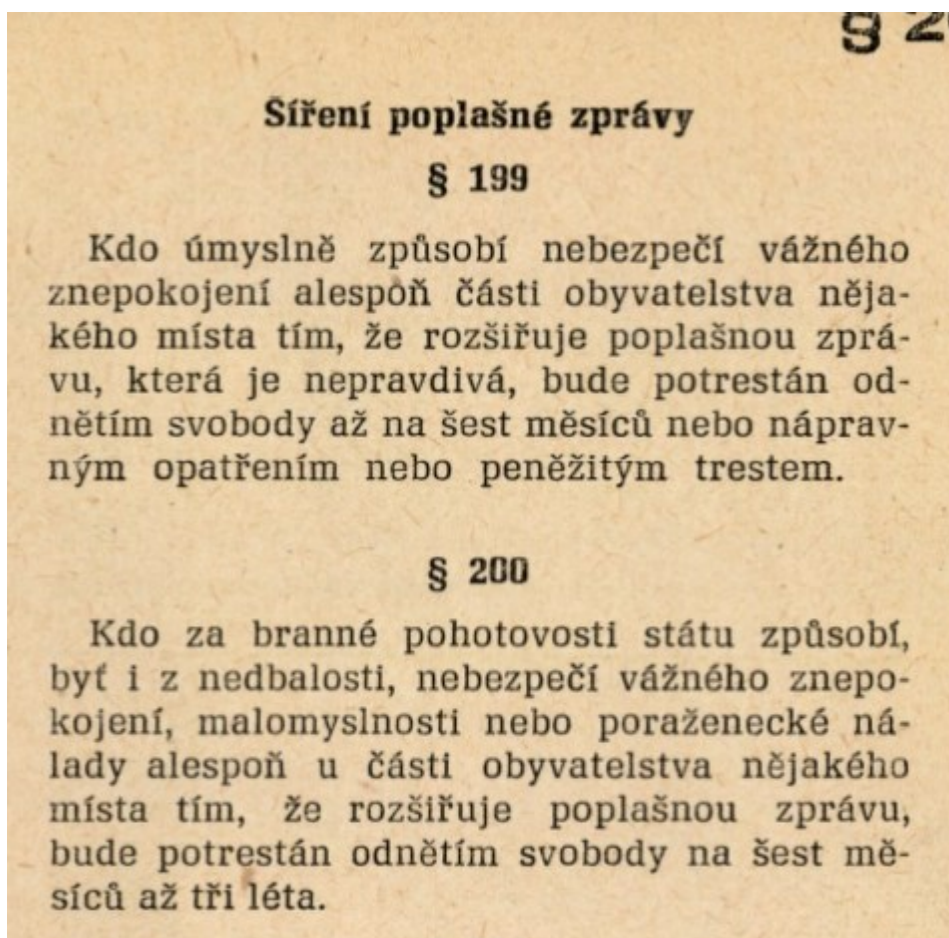 § 2
Šíření poplašné zprávy
§ 199
Kdo úmyslně způsobí nebezpečí vážného
znepokojení alespoň části obyvatelstva něja-
kého místa tím, že rozšiřuje poplašnou zprá-
vu, která je nepravdivá, bude potrestán od-
nětím svobody až na šest měsíců nebo náprav-
ným opatřením nebo peněžitým trestem.
§ 200
Kdo za branné pohotovosti státu způsobí,
byť i z nedbalosti, nebezpečí vážného znepo-
kojení, malomyslnosti nebo poraženecké ná-
lady alespoň u části obyvatelstva nějakého
místa tím, že rozšiřuje poplašnou zprávu,
bude potrestán odnětím svobody na šest mě-
síců až tři léta.